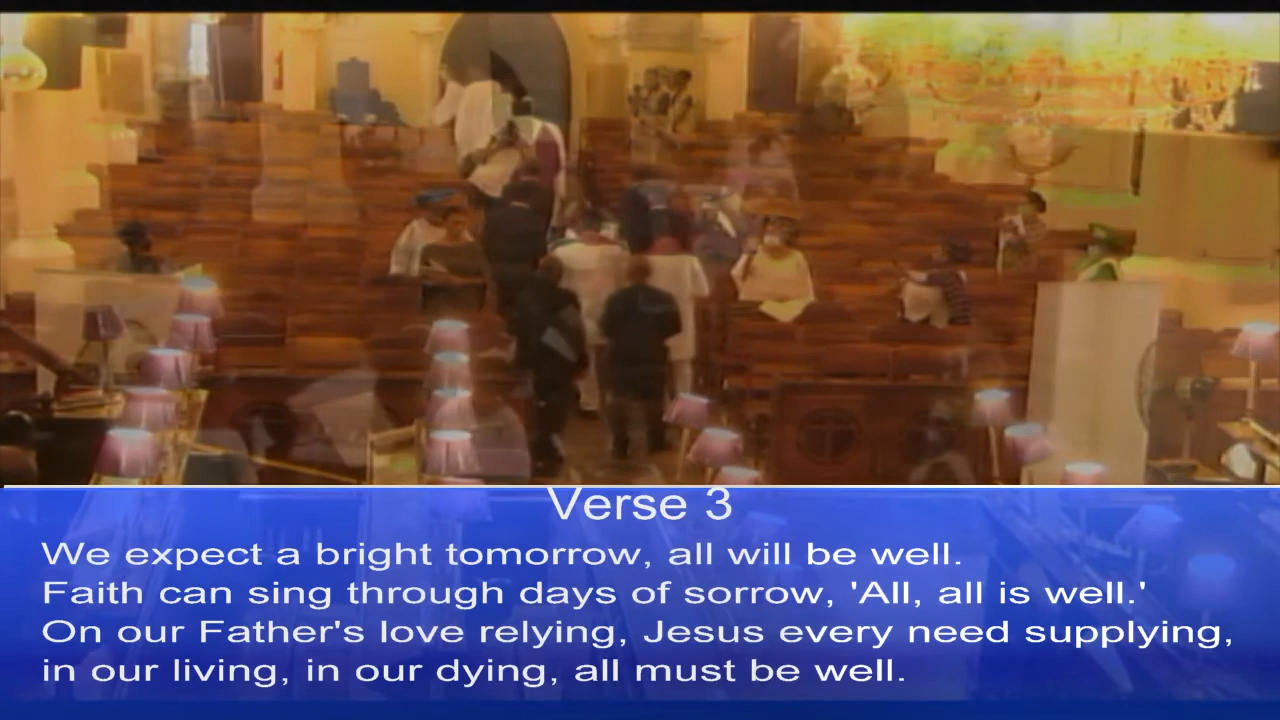 Verse 3
We expect a bright tomorrow, all will be well.
Faith can sing through days of sorrow, 'All, all is well.'
On our Father's love relying, Jesus every need supplying,
in our living, in our dying, all must be well.